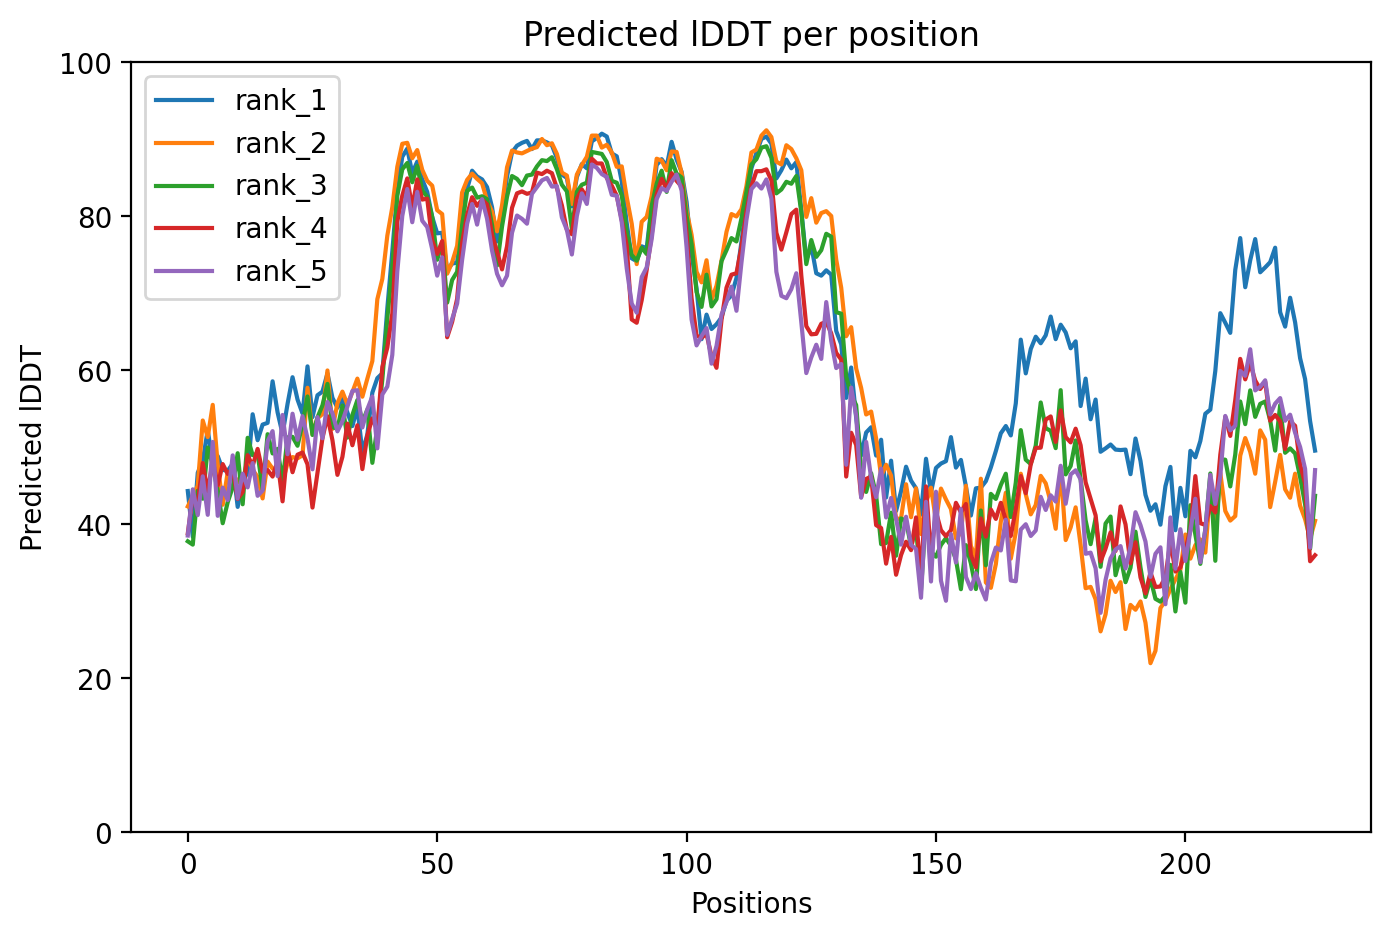 Predicted lDDT per position
100
80
60
40
20
0
Predicted lDDT
rank_1
rank_2
rank_3
rank_4
rank_5
0 50 100 150 200
Positions